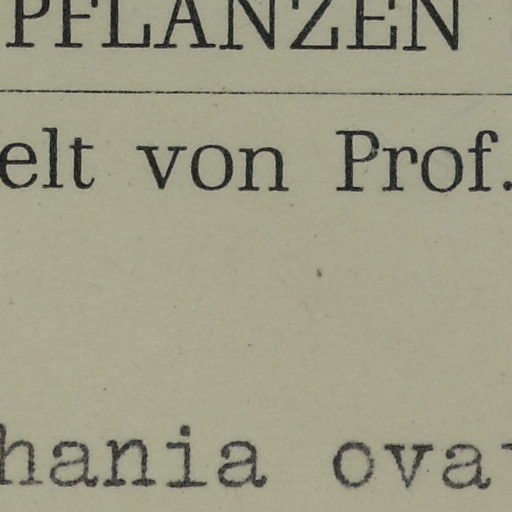 PFLANZEN
elt von Prof.
hania ova